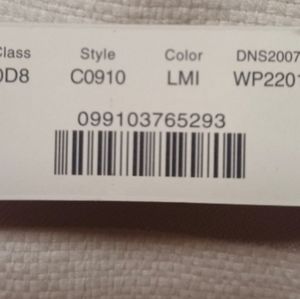 Class Style Color DNS2007
0D8 C0910 LMI WP2201
099103765293